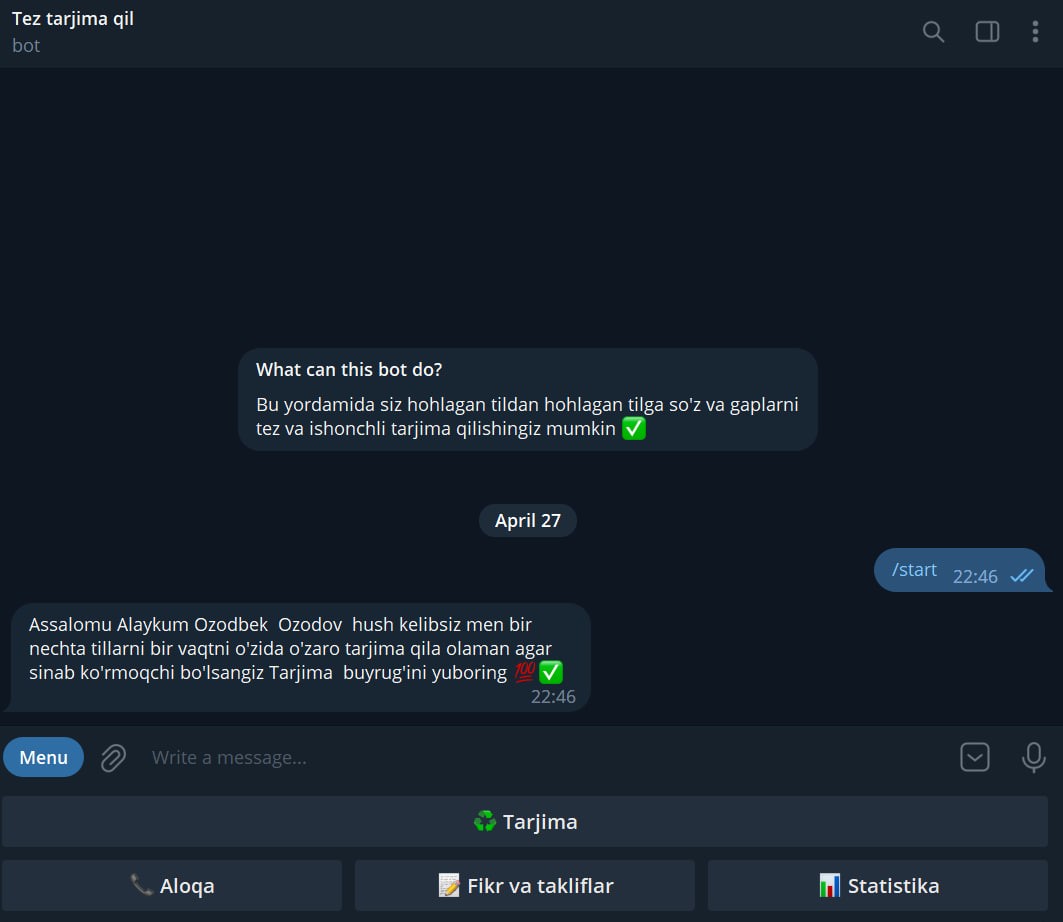 Tez tarjima qil
bot
What can this bot do?
Bu yordamida siz hohlagan tildan hohlagan tilga so'z va gaplarni
tez va ishonchli tarjima qilishingiz mumkin ✅
April 27
/start 22:46
Assalomu Alaykum Ozodbek  Ozodov  hush kelibsiz men bir
nechta tillarni bir vaqtni o'zida o'zaro tarjima qila olaman agar
sinab ko'rmoqchi bo'lsangiz Tarjima  buyrug'ini yuboring 💯✅
22:46
Menu Write a message...
♻️ Tarjima
📞 Aloqa 📝 Fikr va takliflar 📊 Statistika